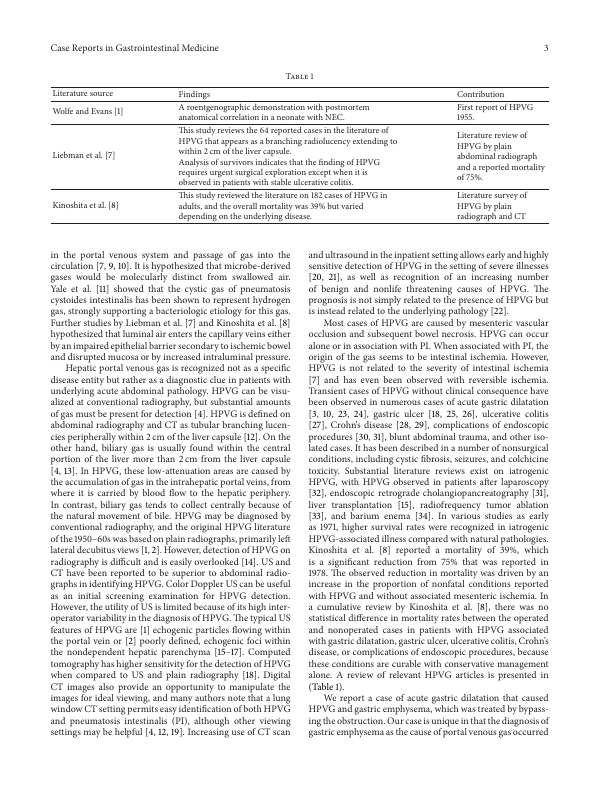 Case Reports in Gastrointestinal Medicine
3
Table 1
Literature source
Findings
Contribution
Wolfe and Evans [1]
A roentgenographic demonstration with postmortem
anatomical correlation in a neonate with NEC.
First report of HPVG
1955.
Liebman et al. [7]
This study reviews the 64 reported cases in the literature of
HPVG that appears as a branching radiolucency extending to
within 2 cm of the liver capsule.
Analysis of survivors indicates that the finding of HPVG
requires urgent surgical exploration except when it is
observed in patients with stable ulcerative colitis.
Literature review of
HPVG by plain
abdominal radiograph
and a reported mortality
of 75%.
Kinoshita et al. [8]
This study reviewed the literature on 182 cases of HPVG in
adults, and the overall mortality was 39% but varied
depending on the underlying disease.
Literature survey of
HPVG by plain
radiograph and CT
in the portal venous system and passage of gas into the
circulation [7, 9, 10]. It is hypothesized that microbe-derived
gases would be molecularly distinct from swallowed air.
Yale et al. [11] showed that the cystic gas of pneumatosis
cystoides intestinalis has been shown to represent hydrogen
gas, strongly supporting a bacteriologic etiology for this gas.
Further studies by Liebman et al. [7] and Kinoshita et al. [8]
hypothesized that luminal air enters the capillary veins either
by an impaired epithelial barrier secondary to ischemic bowel
and disrupted mucosa or by increased intraluminal pressure.
Hepatic portal venous gas is recognized not as a specific
disease entity but rather as a diagnostic clue in patients with
underlying acute abdominal pathology. HPVG can be visu-
alized at conventional radiography, but substantial amounts
of gas must be present for detection [4]. HPVG is defined on
abdominal radiography and CT as tubular branching lucen-
cies peripherally within 2 cm of the liver capsule [12]. On the
other hand, biliary gas is usually found within the central
portion of the liver more than 2 cm from the liver capsule
[4, 13]. In HPVG, these low-attenuation areas are caused by
the accumulation of gas in the intrahepatic portal veins, from
where it is carried by blood flow to the hepatic periphery.
In contrast, biliary gas tends to collect centrally because of
the natural movement of bile. HPVG may be diagnosed by
conventional radiography, and the original HPVG literature
of the 1950–60s was based on plain radiographs, primarily left
lateral decubitus views [1, 2]. However, detection of HPVG on
radiography is difficult and is easily overlooked [14]. US and
CT have been reported to be superior to abdominal radio-
graphs in identifying HPVG. Color Doppler US can be useful
as an initial screening examination for HPVG detection.
However, the utility of US is limited because of its high inter-
operator variability in the diagnosis of HPVG. The typical US
features of HPVG are [1] echogenic particles flowing within
the portal vein or [2] poorly defined, echogenic foci within
the nondependent hepatic parenchyma [15–17]. Computed
tomography has higher sensitivity for the detection of HPVG
when compared to US and plain radiography [18]. Digital
CT images also provide an opportunity to manipulate the
images for ideal viewing, and many authors note that a lung
window CT setting permits easy identification of both HPVG
and pneumatosis intestinalis (PI), although other viewing
settings may be helpful [4, 12, 19]. Increasing use of CT scan
and ultrasound in the inpatient setting allows early and highly
sensitive detection of HPVG in the setting of severe illnesses
[20, 21], as well as recognition of an increasing number
of benign and nonlife threatening causes of HPVG. The
prognosis is not simply related to the presence of HPVG but
is instead related to the underlying pathology [22].
Most cases of HPVG are caused by mesenteric vascular
occlusion and subsequent bowel necrosis. HPVG can occur
alone or in association with PI. When associated with PI, the
origin of the gas seems to be intestinal ischemia. However,
HPVG is not related to the severity of intestinal ischemia
[7] and has even been observed with reversible ischemia.
Transient cases of HPVG without clinical consequence have
been observed in numerous cases of acute gastric dilatation
[3, 10, 23, 24], gastric ulcer [18, 25, 26], ulcerative colitis
[27], Crohn's disease [28, 29], complications of endoscopic
procedures [30, 31], blunt abdominal trauma, and other iso-
lated cases. It has been described in a number of nonsurgical
conditions, including cystic fibrosis, seizures, and colchicine
toxicity. Substantial literature reviews exist on iatrogenic
HPVG, with HPVG observed in patients after laparoscopy
[32], endoscopic retrograde cholangiopancreatography [31],
liver transplantation [15], radiofrequency tumor ablation
[33], and barium enema [34]. In various studies as early
as 1971, higher survival rates were recognized in iatrogenic
HPVG-associated illness compared with natural pathologies.
Kinoshita et al. [8] reported a mortality of 39%, which
is a significant reduction from 75% that was reported in
1978. The observed reduction in mortality was driven by an
increase in the proportion of nonfatal conditions reported
with HPVG and without associated mesenteric ischemia. In
a cumulative review by Kinoshita et al. [8], there was no
statistical difference in mortality rates between the operated
and nonoperated cases in patients with HPVG associated
with gastric dilatation, gastric ulcer, ulcerative colitis, Crohn's
disease, or complications of endoscopic procedures, because
these conditions are curable with conservative management
alone. A review of relevant HPVG articles is presented in
(Table 1).
We report a case of acute gastric dilatation that caused
HPVG and gastric emphysema, which was treated by bypass-
ing the obstruction. Our case is unique in that the diagnosis of
gastric emphysema as the cause of portal venous gas occurred